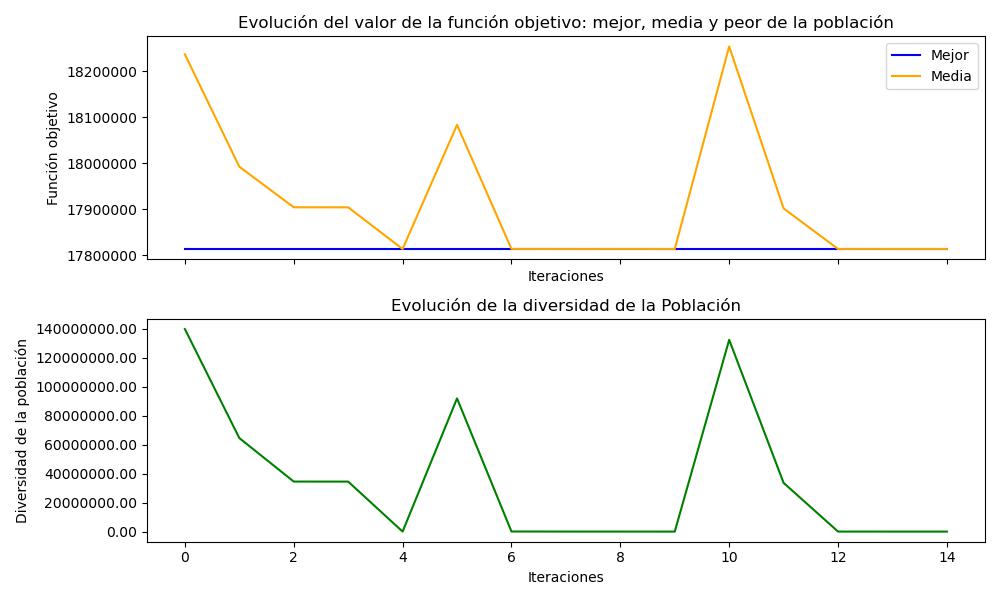 Evolución del valor de la función objetivo: mejor, media y peor de la población
Función objetivo
18200000
18100000
18000000
17900000
17800000
Mejor
Media
Iteraciones
Evolución de la diversidad de la Población
Diversidad de la población
140000000.00
120000000.00
100000000.00
80000000.00
60000000.00
40000000.00
20000000.00
0.00
0 2 4 6 8 10 12 14
Iteraciones